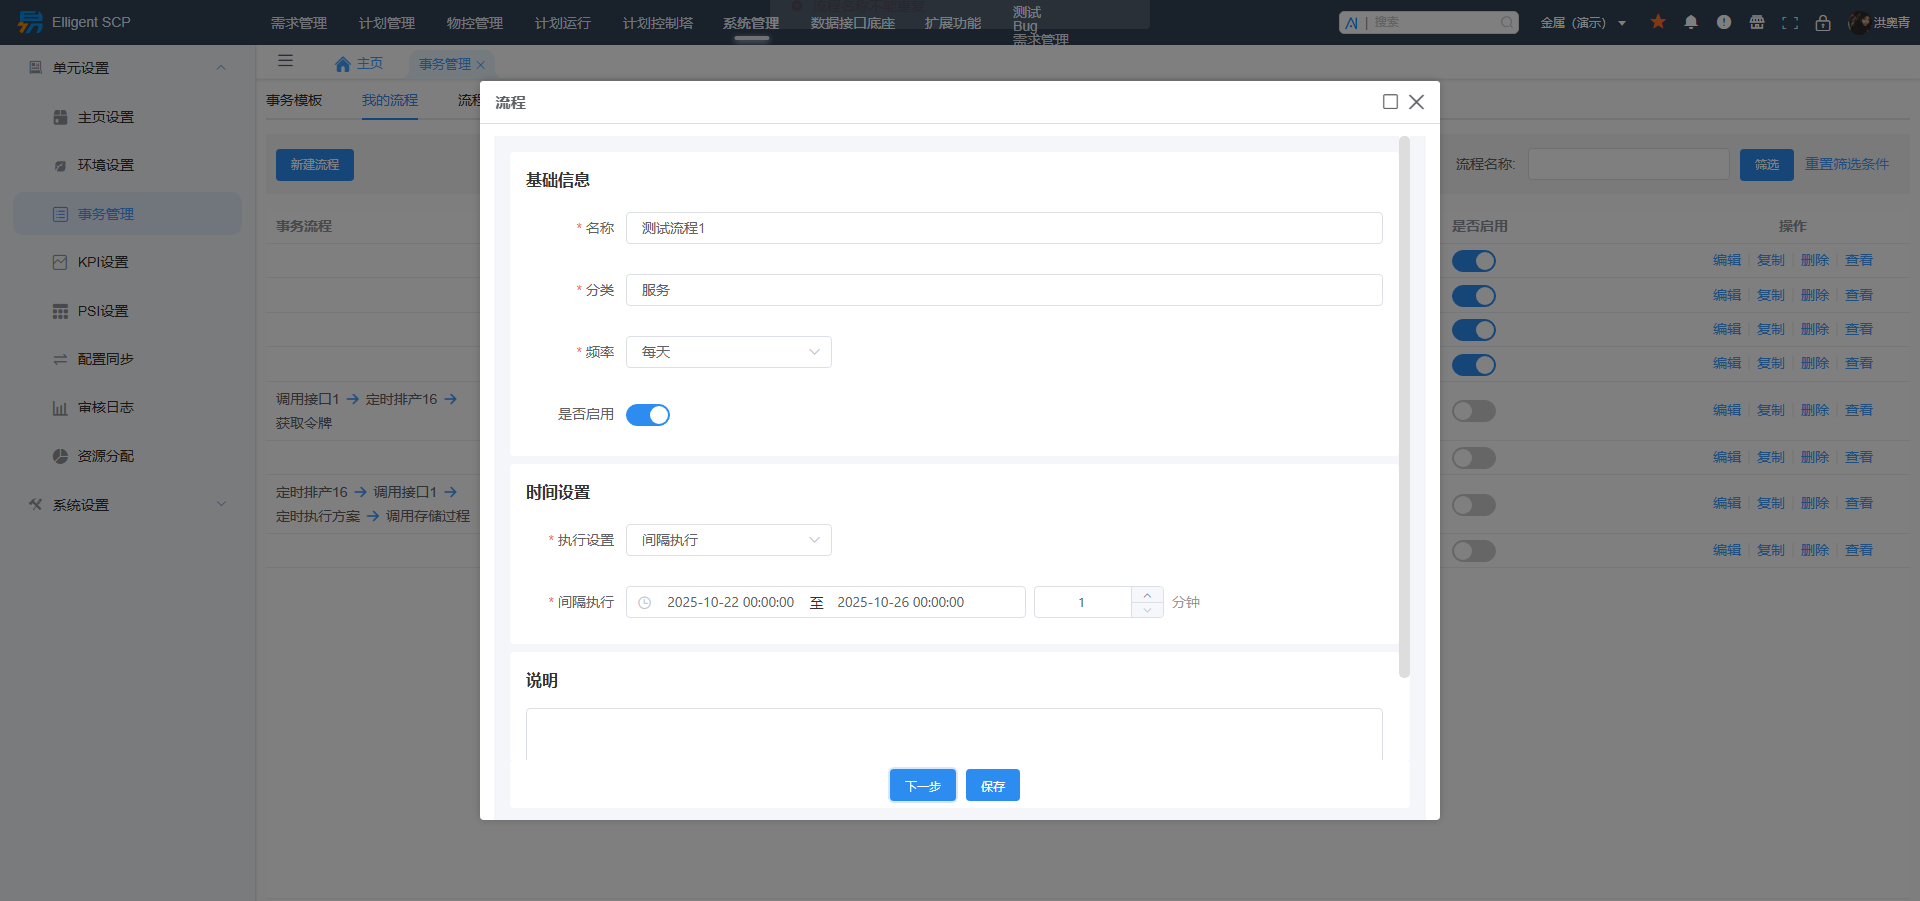 Elligent SCP
需求管理 计划管理 物控管理 计划运行 计划控制塔 系统管理 数据接口底座 扩展功能
测试
Bug
需求管理
AI | 搜索
金属（演示）
洪奥青
单元设置
主页设置
环境设置
事务管理
KPI设置
PSI设置
配置同步
审核日志
资源分配
系统设置
主页 事务管理
事务模板 我的流程 流程
新建流程
流程名称: 筛选 重置筛选条件
事务流程 是否启用 操作
编辑 复制 删除 查看
编辑 复制 删除 查看
编辑 复制 删除 查看
编辑 复制 删除 查看
调用接口1 → 定时排产16 →
获取令牌
编辑 复制 删除 查看
编辑 复制 删除 查看
定时排产16 → 调用接口1 →
定时执行方案 → 调用存储过程
编辑 复制 删除 查看
编辑 复制 删除 查看
流程
基础信息
* 名称 测试流程1
* 分类 服务
* 频率 每天
是否启用
时间设置
* 执行设置 间隔执行
* 间隔执行 2025-10-22 00:00:00 至 2025-10-26 00:00:00 1 分钟
说明
下一步 保存